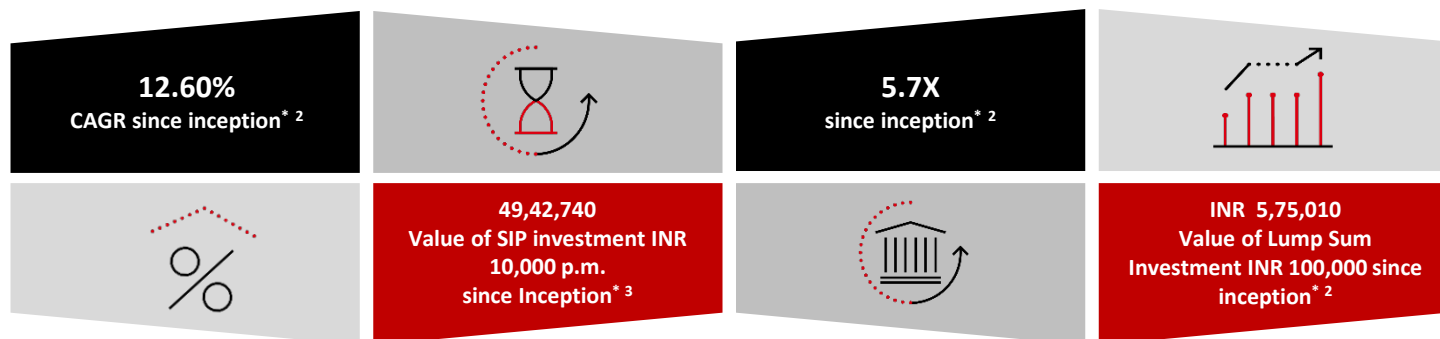 12.60%
CAGR since inception* 2
5.7X
since inception* 2
49,42,740
Value of SIP investment INR
10,000 p.m.
since Inception* 3
INR 5,75,010
Value of Lump Sum
Investment INR 100,000 since
inception* 2